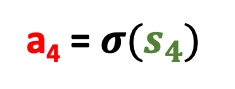 a₄ = σ(s₄)